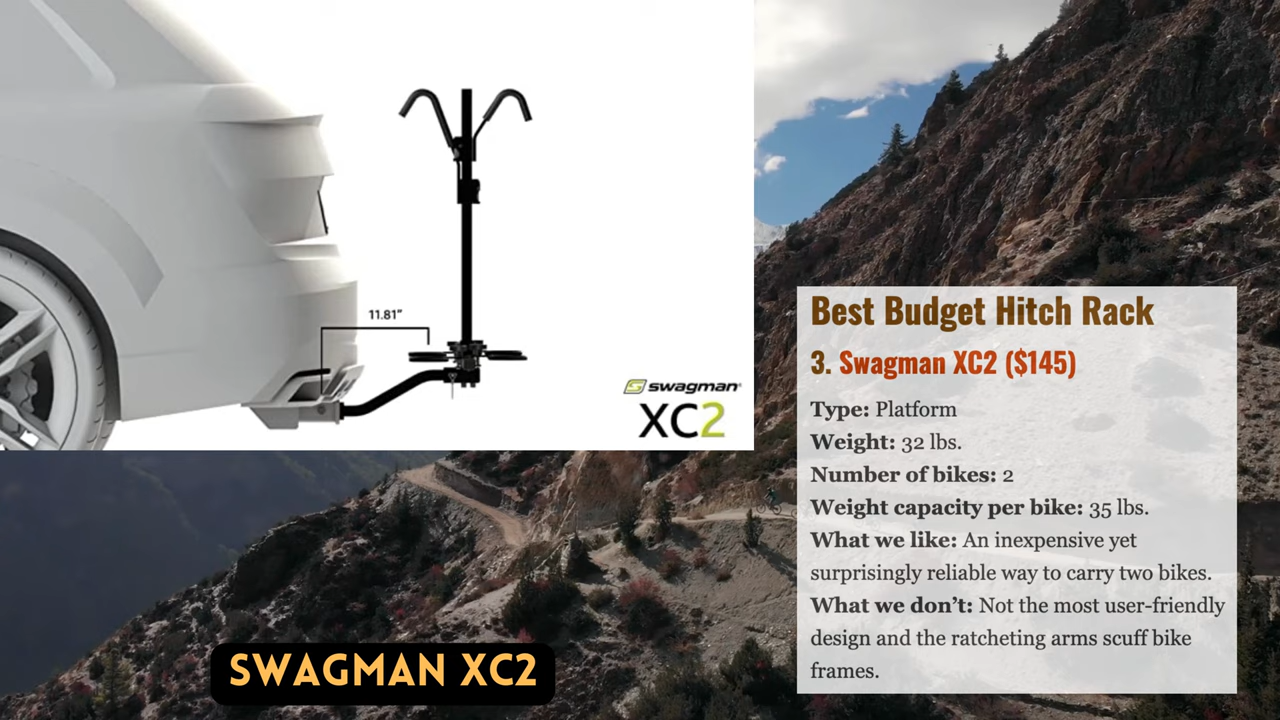 11.81”
swagman
XC2
Best Budget Hitch Rack
3. Swagman XC2 ($145)
Type: Platform
Weight: 32 lbs.
Number of bikes: 2
Weight capacity per bike: 35 lbs.
What we like: An inexpensive yet
surprisingly reliable way to carry two bikes.
What we don’t: Not the most user-friendly
design and the ratcheting arms scuff bike
frames.
SWAGMAN XC2